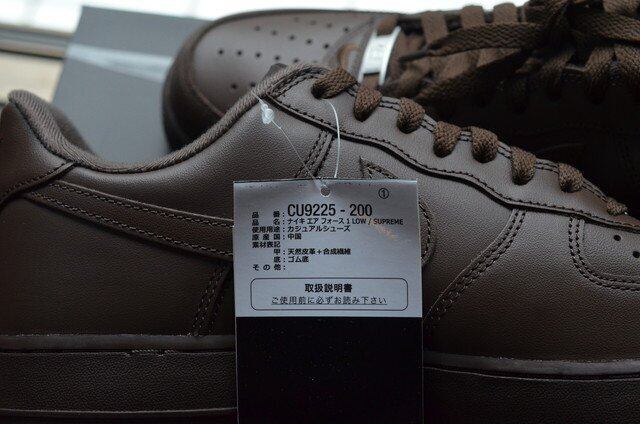 ①
品 番 : CU9225 - 200
品 名 : ナイキ エア フォース 1 LOW / SUPREME
使用用途 : カジュアルシューズ
原 産 国 : 中国
素材表記
甲 : 天然皮革+合成繊維
底 : ゴム底
そ の 他 :
取扱説明書
ご使用前に必ずお読み下さい